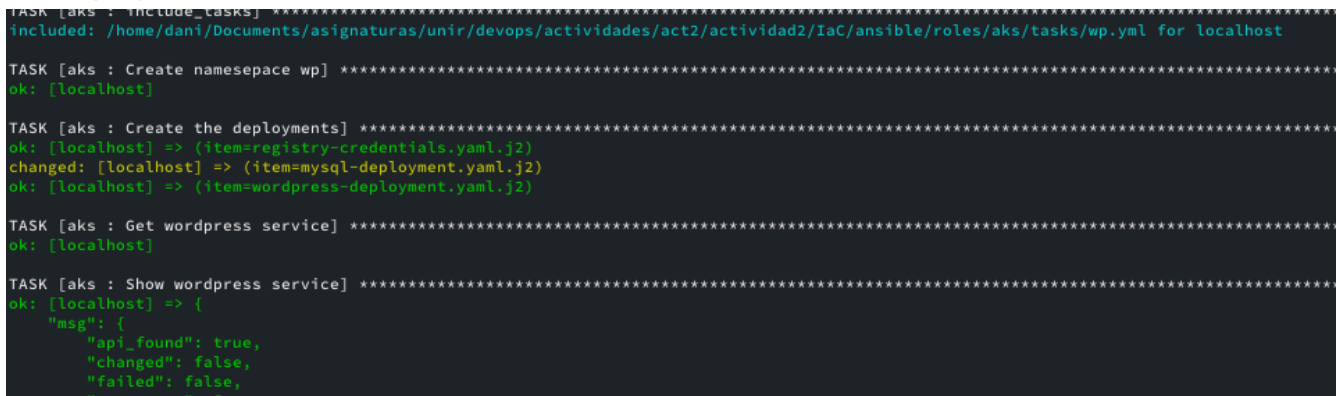 TASK [aks : include_tasks] ****************************************************************************************************
included: /home/dani/Documents/asignaturas/unir/devops/actividades/act2/actividad2/IaC/ansible/roles/aks/tasks/wp.yml for localhost
TASK [aks : Create namesepace wp] *********************************************************************************************
ok: [localhost]
TASK [aks : Create the deployments] *******************************************************************************************
ok: [localhost] => (item=registry-credentials.yaml.j2)
changed: [localhost] => (item=mysql-deployment.yaml.j2)
ok: [localhost] => (item=wordpress-deployment.yaml.j2)
TASK [aks : Get wordpress service] ********************************************************************************************
ok: [localhost]
TASK [aks : Show wordpress service] *******************************************************************************************
ok: [localhost] => {
"msg": {
"api_found": true,
"changed": false,
"failed": false,